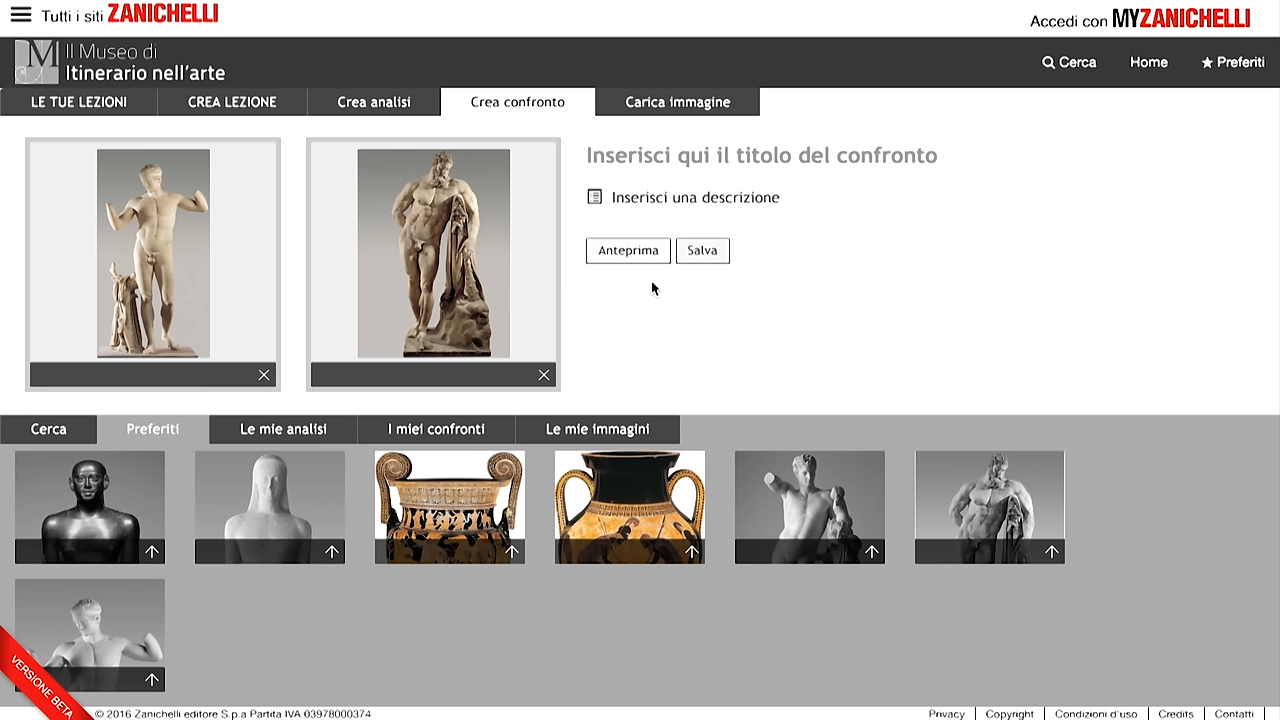 Tutti i siti ZANICHELLI
Accedi con MYZANICHELLI
M
Il Museo di
Itinerario nell'arte
Cerca
Home
Preferiti
LE TUE LEZIONI
CREA LEZIONE
Crea analisi
Crea confronto
Carica immagine
Inserisci qui il titolo del confronto
Inserisci una descrizione
Anteprima
Salva
Cerca
Preferiti
Le mie analisi
I miei confronti
Le mie immagini
VERSIONE BETA
© 2016 Zanichelli editore S.p.a Partita IVA 03978000374
Privacy
Copyright
Condizioni d'uso
Credits
Contatti